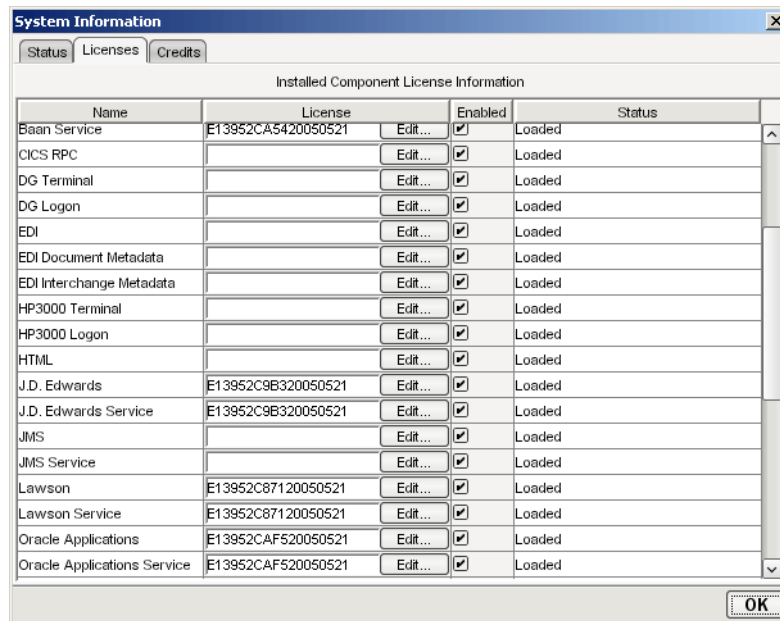 System Information
Status Licenses Credits
Installed Component License Information
Name License Enabled Status
Baan Service E13952CA5420050521 Edit... Loaded
CICS RPC Edit... Loaded
DG Terminal Edit... Loaded
DG Logon Edit... Loaded
EDI Edit... Loaded
EDI Document Metadata Edit... Loaded
EDI Interchange Metadata Edit... Loaded
HP3000 Terminal Edit... Loaded
HP3000 Logon Edit... Loaded
HTML Edit... Loaded
J.D. Edwards E13952C9B320050521 Edit... Loaded
J.D. Edwards Service E13952C9B320050521 Edit... Loaded
JMS Edit... Loaded
JMS Service Edit... Loaded
Lawson E13952C87120050521 Edit... Loaded
Lawson Service E13952C87120050521 Edit... Loaded
Oracle Applications E13952CAF520050521 Edit... Loaded
Oracle Applications Service E13952CAF520050521 Edit... Loaded
OK